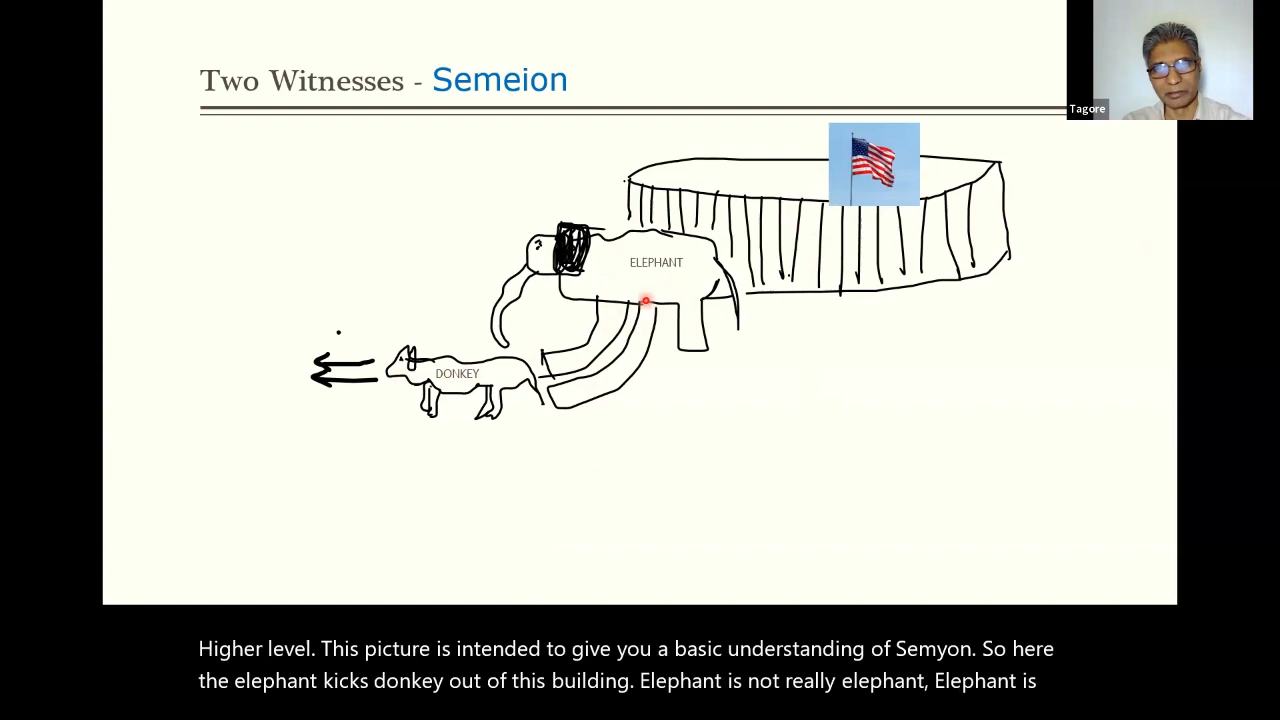 Two Witnesses - Semeion
Tagore
ELEPHANT
DONKEY
Higher level. This picture is intended to give you a basic understanding of Semyon. So here
the elephant kicks donkey out of this building. Elephant is not really elephant, Elephant is